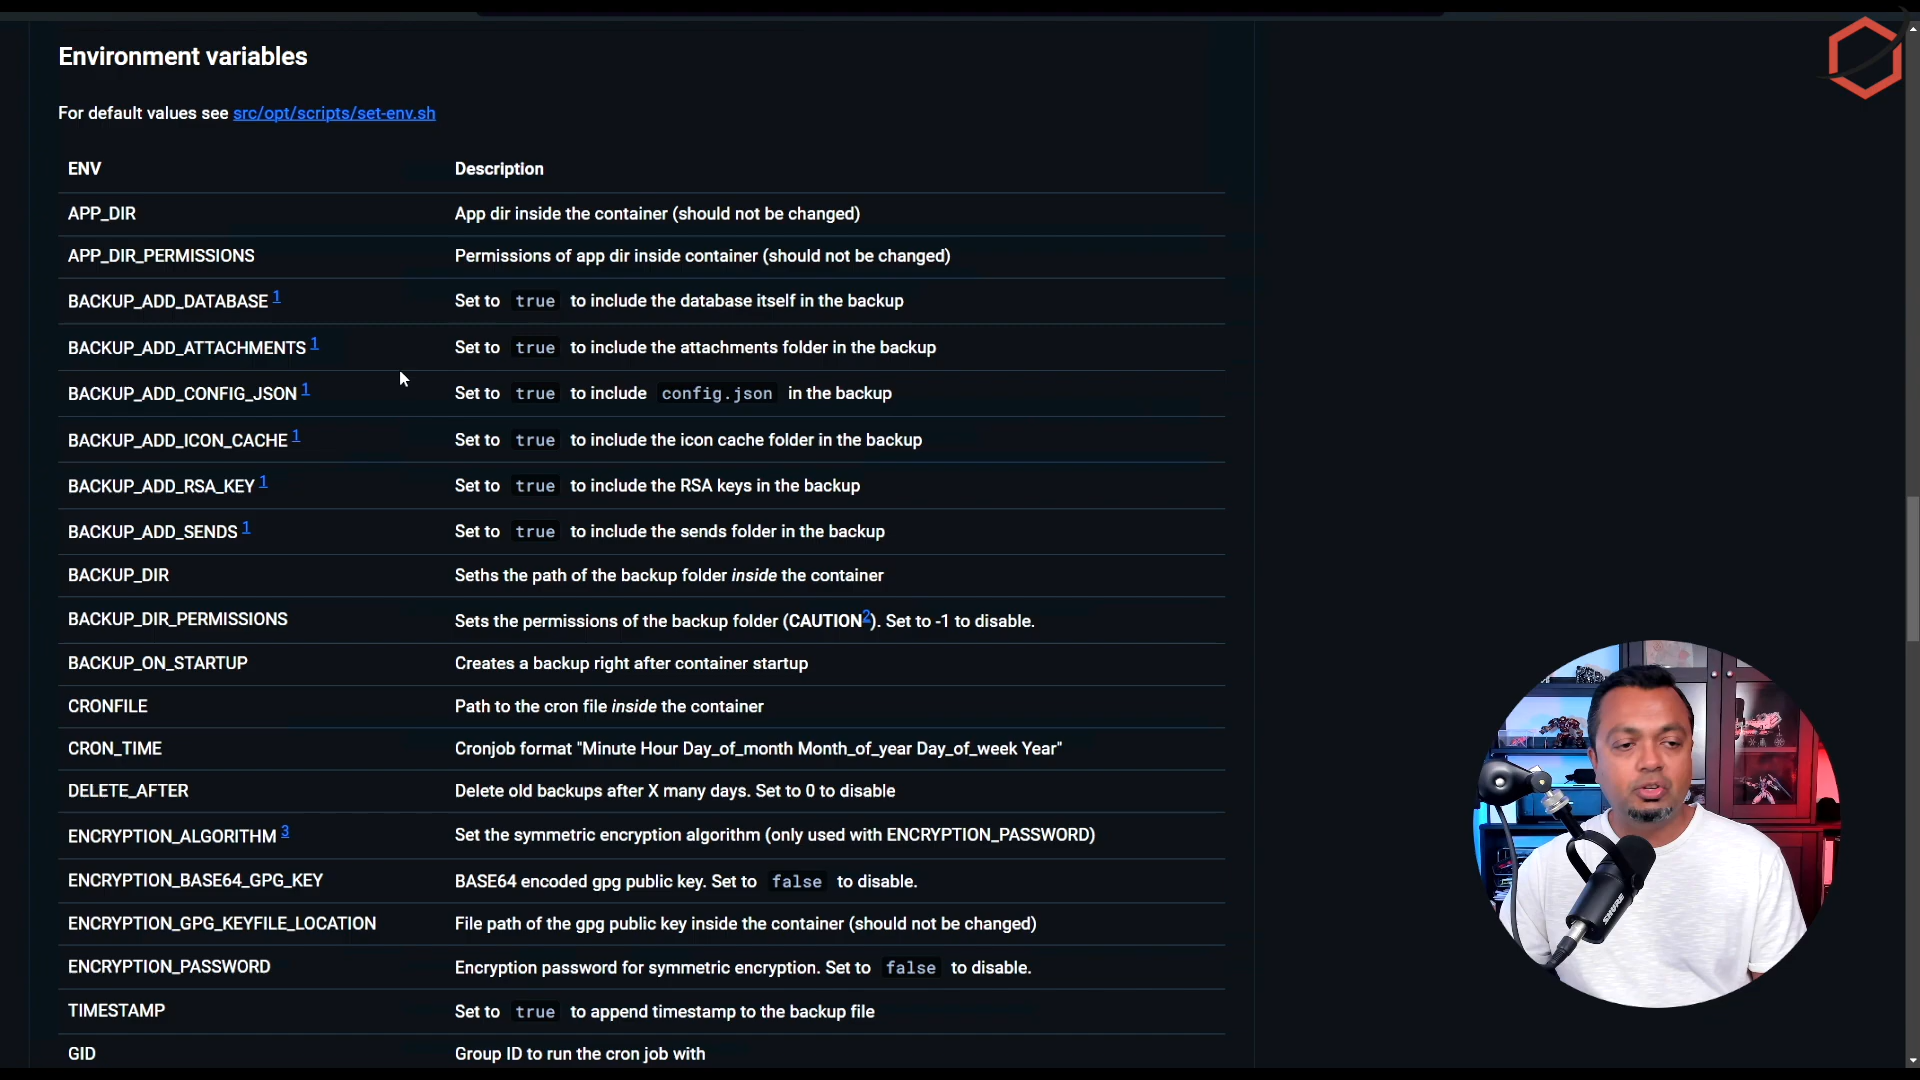 Environment variables
For default values see src/opt/scripts/set-env.sh
ENV Description
APP_DIR App dir inside the container (should not be changed)
APP_DIR_PERMISSIONS Permissions of app dir inside container (should not be changed)
BACKUP_ADD_DATABASE 1 Set to true to include the database itself in the backup
BACKUP_ADD_ATTACHMENTS 1 Set to true to include the attachments folder in the backup
BACKUP_ADD_CONFIG_JSON 1 Set to true to include config.json in the backup
BACKUP_ADD_ICON_CACHE 1 Set to true to include the icon cache folder in the backup
BACKUP_ADD_RSA_KEY 1 Set to true to include the RSA keys in the backup
BACKUP_ADD_SENDS 1 Set to true to include the sends folder in the backup
BACKUP_DIR Seths the path of the backup folder inside the container
BACKUP_DIR_PERMISSIONS Sets the permissions of the backup folder (CAUTION2). Set to -1 to disable.
BACKUP_ON_STARTUP Creates a backup right after container startup
CRONFILE Path to the cron file inside the container
CRON_TIME Cronjob format "Minute Hour Day_of_month Month_of_year Day_of_week Year"
DELETE_AFTER Delete old backups after X many days. Set to 0 to disable
ENCRYPTION_ALGORITHM 3 Set the symmetric encryption algorithm (only used with ENCRYPTION_PASSWORD)
ENCRYPTION_BASE64_GPG_KEY BASE64 encoded gpg public key. Set to false to disable.
ENCRYPTION_GPG_KEYFILE_LOCATION File path of the gpg public key inside the container (should not be changed)
ENCRYPTION_PASSWORD Encryption password for symmetric encryption. Set to false to disable.
TIMESTAMP Set to true to append timestamp to the backup file
GID Group ID to run the cron job with
SHURE